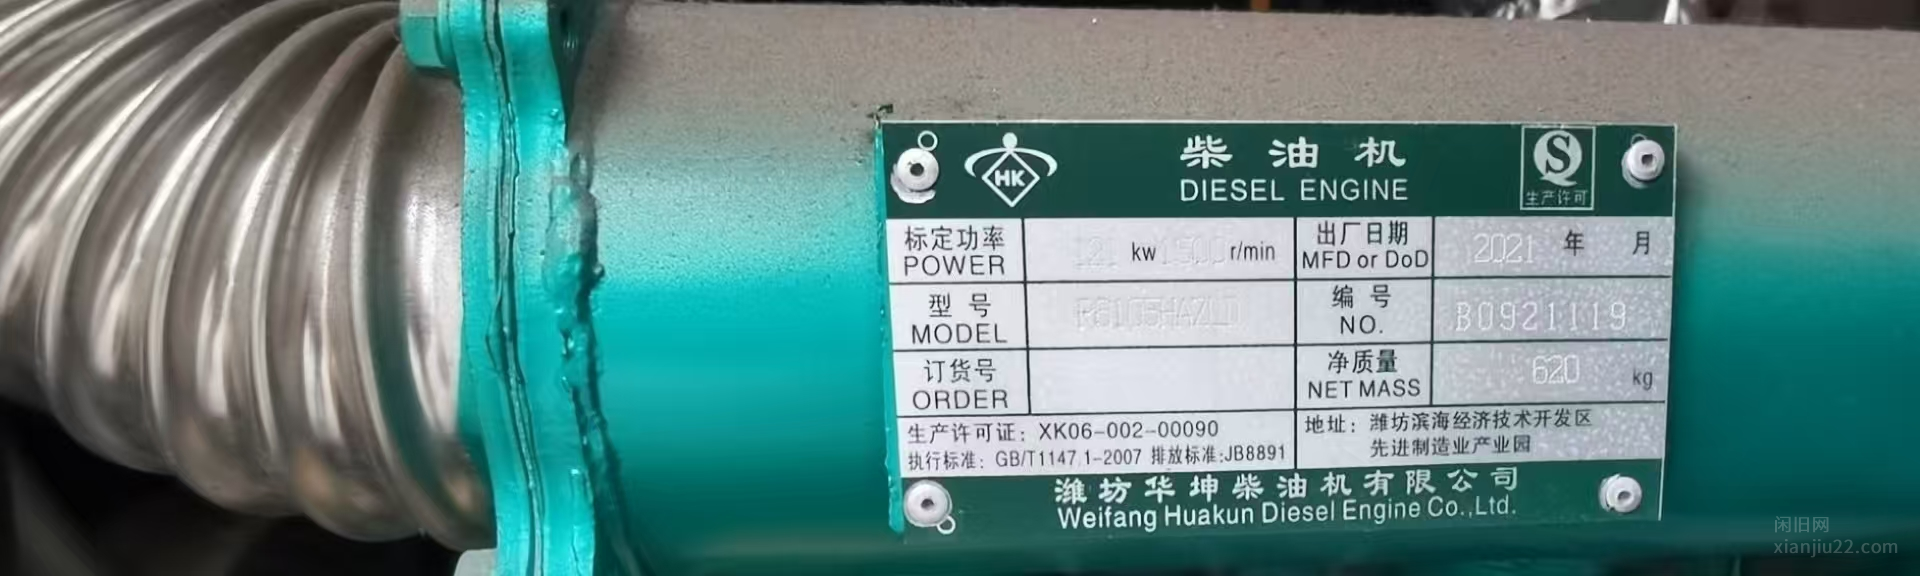 HK
柴油机
DIESEL ENGINE
QS
生产许可
标定功率
POWER
121 kw 1500 r/min
出厂日期
MFD or DoD
2021 年 月
型号
MODEL
编号
NO.
B0921119
订货号
ORDER
净质量
NET MASS
620 kg
生产许可证：XK06-002-00090
执行标准：GB/T1147.1-2007 排放标准:JB8891
地址：潍坊滨海经济技术开发区
先进制造业产业园
潍坊华坤柴油机有限公司
Weifang Huakun Diesel Engine Co.,Ltd.
闲旧网
xianjiu22.com